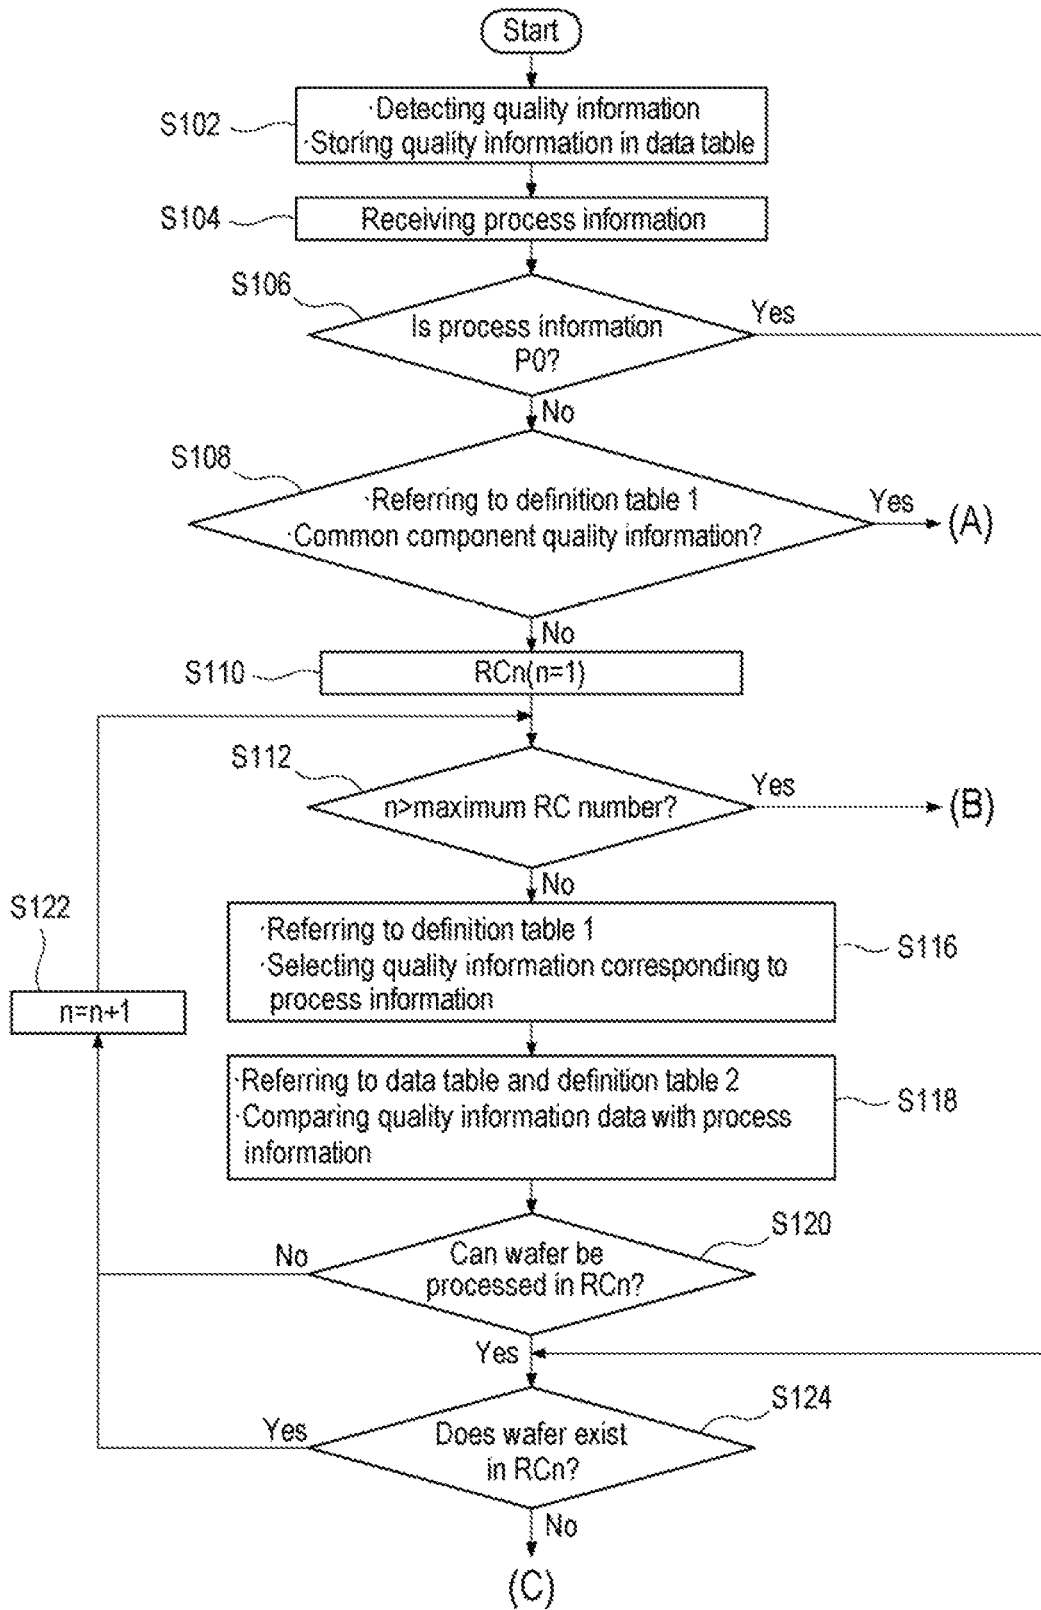 Start
S102
·Detecting quality information
·Storing quality information in data table
S104
Receiving process information
S106
Is process information
P0?
Yes
No
S108
·Referring to definition table 1
·Common component quality information?
Yes
(A)
No
S110
RCn(n=1)
S112
n>maximum RC number?
Yes
(B)
No
S122
n=n+1
·Referring to definition table 1
·Selecting quality information corresponding to
process information
S116
·Referring to data table and definition table 2
·Comparing quality information data with process
information
S118
S120
No
Can wafer be
processed in RCn?
Yes
S124
Yes
Does wafer exist
in RCn?
No
(C)